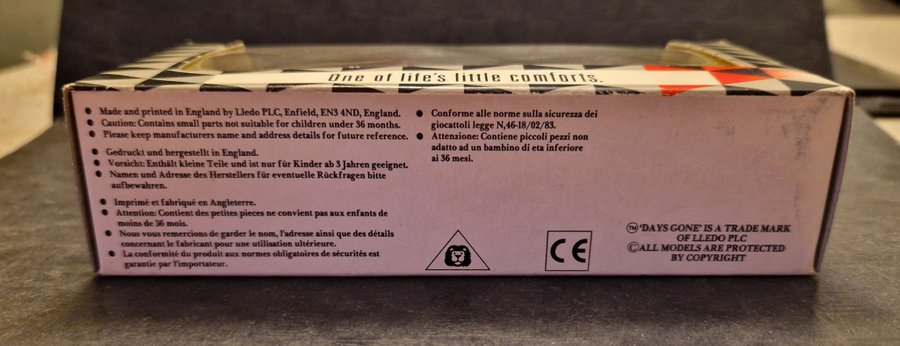 One of life's little comforts.
● Made and printed in England by Lledo PLC, Enfield, EN3 4ND, England.
● Caution: Contains small parts not suitable for children under 36 months.
● Please keep manufacturers name and address details for future reference.
● Gedruckt und hergestellt in England.
● Vorsicht: Enthält kleine Teile und ist nur für Kinder ab 3 Jahren geeignet.
● Namen und Adresse des Herstellers für eventuelle Rückfragen bitte
aufbewahren.
● Imprimé et fabriqué en Angleterre.
● Attention: Contient des petites pieces ne convient pas aux enfants de
moins de 36 mois.
● Nous vous remercions de garder le nom, l'adresse ainsi que des détails
concernant le fabricant pour une utilisation ultérieure.
● La conformité du produit aux normes obligatoires de sécurités est
garantie par l'importateur.
● Conforme alle norme sulla sicurezza dei
giocattoli legge N,46-18/02/83.
● Attenzione: Contiene piccoli pezzi non
adatto ad un bambino di eta inferiore
ai 36 mesi.
CE
™ 'DAYS GONE' IS A TRADE MARK
OF LLEDO PLC
© ALL MODELS ARE PROTECTED
BY COPYRIGHT